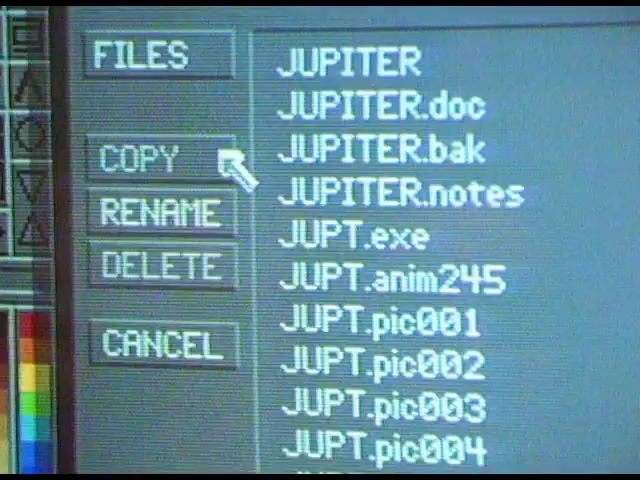 FILES
COPY
RENAME
DELETE
CANCEL
JUPITER
JUPITER.doc
JUPITER.bak
JUPITER.notes
JUPT.exe
JUPT.anim245
JUPT.pic001
JUPT.pic002
JUPT.pic003
JUPT.pic004